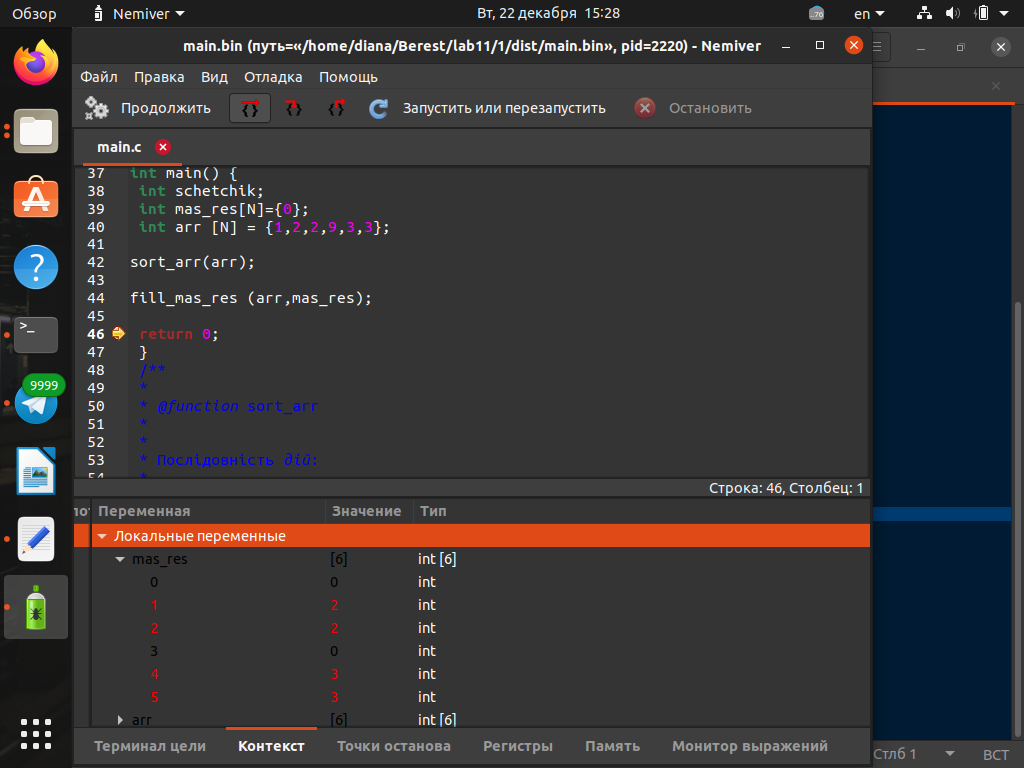 Обзор
Nemiver
Вт, 22 декабря 15:28
70
en
main.bin (путь=«/home/diana/Berest/lab11/1/dist/main.bin», pid=2220) - Nemiver
Файл Правка Вид Отладка Помощь
Продолжить
Запустить или перезапустить
Остановить
main.c
37 int main() {
38 int schetchik;
39 int mas_res[N]={0};
40 int arr [N] = {1,2,2,9,3,3};
41
42 sort_arr(arr);
43
44 fill_mas_res (arr,mas_res);
45
46 return 0;
47 }
48 /**
49 *
50 * @function sort_arr
51 *
52 *
53 * Послідовність дій:
54 *
Строка: 46, Столбец: 1
Переменная Значение Тип
Локальные переменные
mas_res [6] int [6]
0 0 int
1 2 int
2 2 int
3 0 int
4 3 int
5 3 int
arr [6] int [6]
Терминал цели Контекст Точки останова Регистры Память Монитор выражений
Стлб 1
ВСТ
9999
>_
?